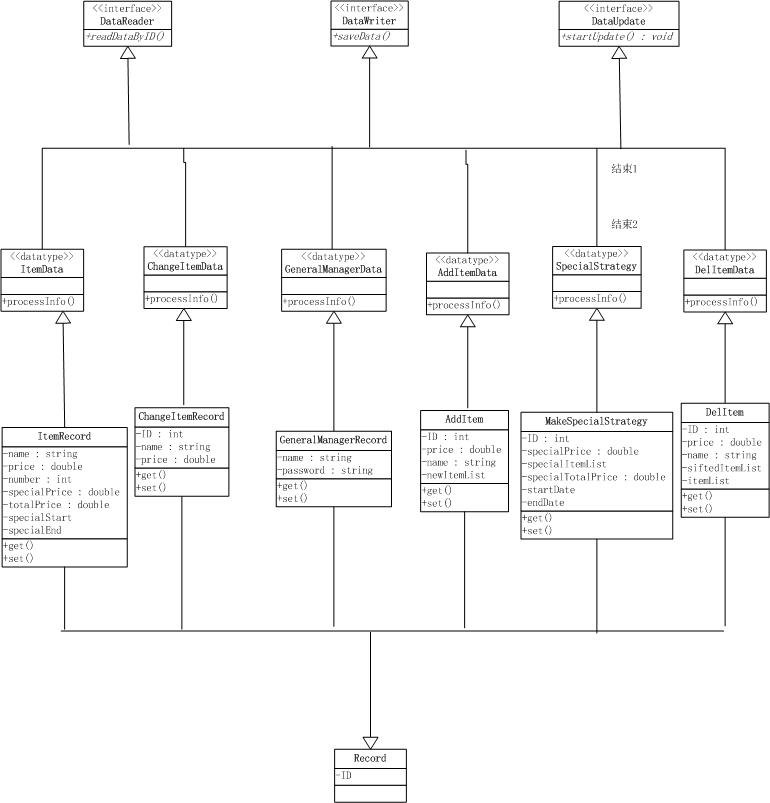 <<interface>>
DataReader
+readDataByID()
<<interface>>
DataWriter
+saveData()
<<interface>>
DataUpdate
+startUpdate() : void
结束1
结束2
<<datatype>>
ItemData
+processInfo()
<<datatype>>
ChangeItemData
+processInfo()
<<datatype>>
GeneralManagerData
+processInfo()
<<datatype>>
AddItemData
+processInfo()
<<datatype>>
SpecialStrategy
+processInfo()
<<datatype>>
DelItemData
+processInfo()
ItemRecord
-name : string
-price : double
-number : int
-specialPrice : double
-totalPrice : double
-specialStart
-specialEnd
+get()
+set()
ChangeItemRecord
-ID : int
-name : string
-price : double
+get()
+set()
GeneralManagerRecord
-name : string
-password : string
+get()
+set()
AddItem
-ID : int
-price : double
-name : string
-newItemList
+get()
+set()
MakeSpecialStrategy
-ID : int
-specialPrice : double
-specialItemList
-specialTotalPrice : double
-startDate
-endDate
+get()
+set()
DelItem
-ID : int
-price : double
-name : string
-siftedItemList
-itemList
+get()
+set()
Record
-ID